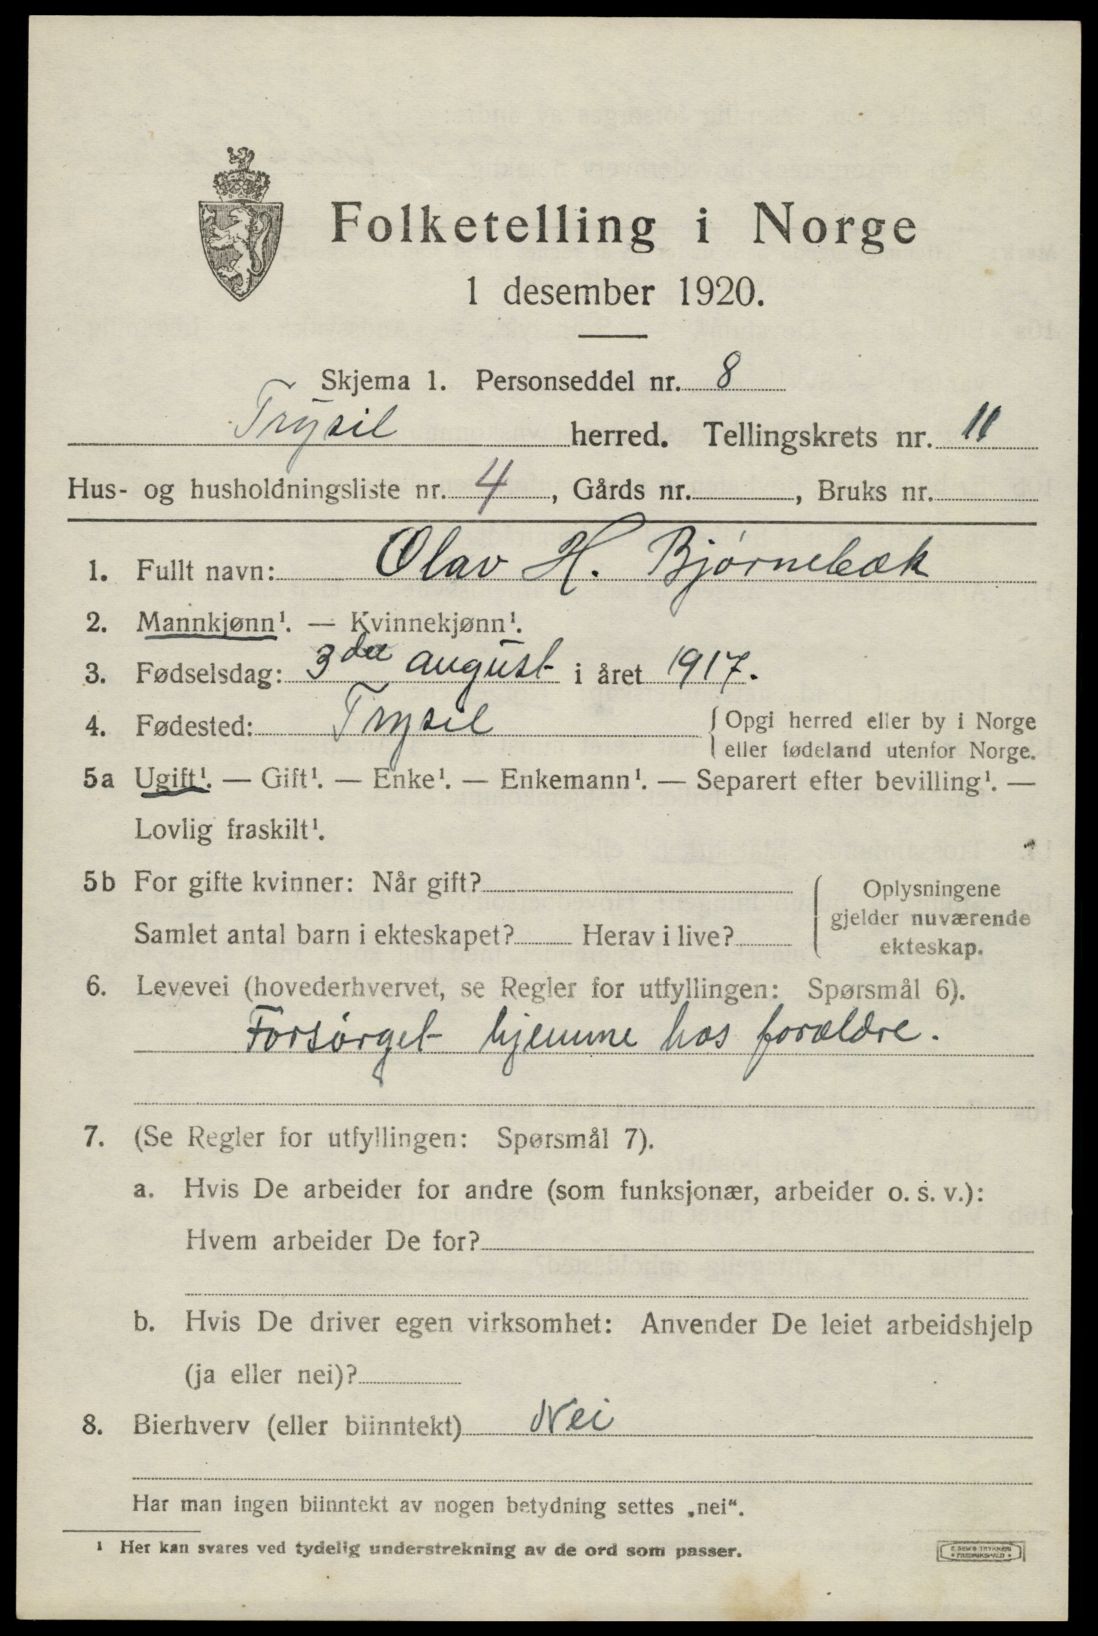 Folketelling i Norge
1 desember 1920.
Skjema 1. Personseddel nr. 8
Trysil herred. Tellingskrets nr. 11
Hus- og husholdningsliste nr. 4, Gårds nr. , Bruks nr.
1. Fullt navn: Olav H. Bjørnebæk
2. Mannkjønn¹. — Kvinnekjønn¹.
3. Fødselsdag: 3de august i året 1917.
4. Fødested: Trysil {Opgi herred eller by i Norge
eller fødeland utenfor Norge.
5a Ugift¹. — Gift¹. — Enke¹. — Enkemann¹. — Separert efter bevilling¹. —
Lovlig fraskilt¹.
5b For gifte kvinner: Når gift?
Samlet antal barn i ekteskapet? Herav i live?
{ Oplysningene
gjelder nuværende
ekteskap.
6. Levevei (hovederhvervet, se Regler for utfyllingen: Spørsmål 6).
Forsørget hjemme hos forældre.
7. (Se Regler for utfyllingen: Spørsmål 7).
a. Hvis De arbeider for andre (som funksjonær, arbeider o. s. v.):
Hvem arbeider De for?
b. Hvis De driver egen virksomhet: Anvender De leiet arbeidshjelp
(ja eller nei)?
8. Bierhverv (eller biinntekt) Nei
Har man ingen biinntekt av nogen betydning settes „nei“.
¹ Her kan svares ved tydelig understrekning av de ord som passer.